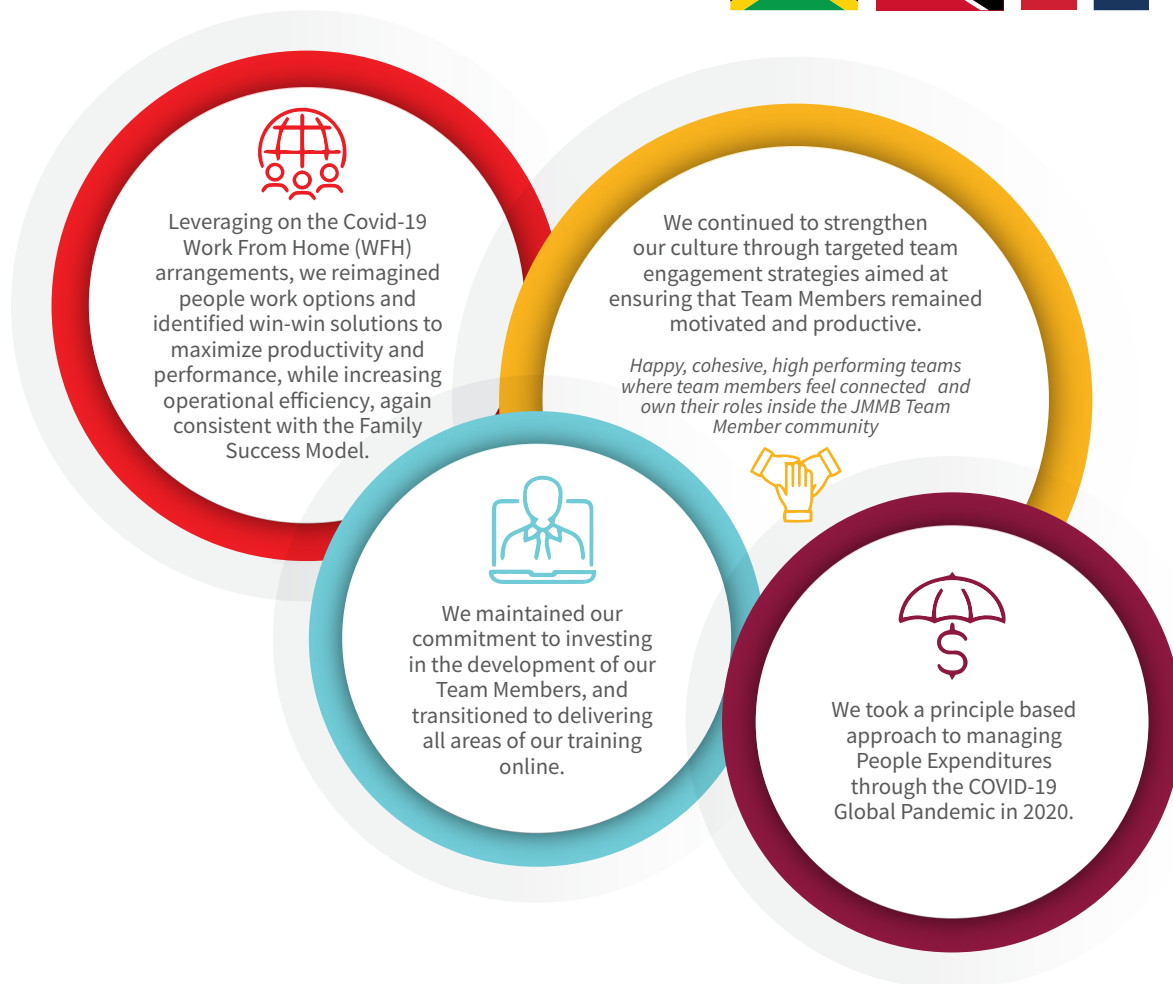 Leveraging on the Covid-19
Work From Home (WFH)
arrangements, we reimagined
people work options and
identified win-win solutions to
maximize productivity and
performance, while increasing
operational efficiency, again
consistent with the Family
Success Model.
We continued to strengthen
our culture through targeted team
engagement strategies aimed at
ensuring that Team Members remained
motivated and productive.
Happy, cohesive, high performing teams
where team members feel connected and
own their roles inside the JMMB Team
Member community
We maintained our
commitment to investing
in the development of our
Team Members, and
transitioned to delivering
all areas of our training
online.
$
We took a principle based
approach to managing
People Expenditures
through the COVID-19
Global Pandemic in 2020.